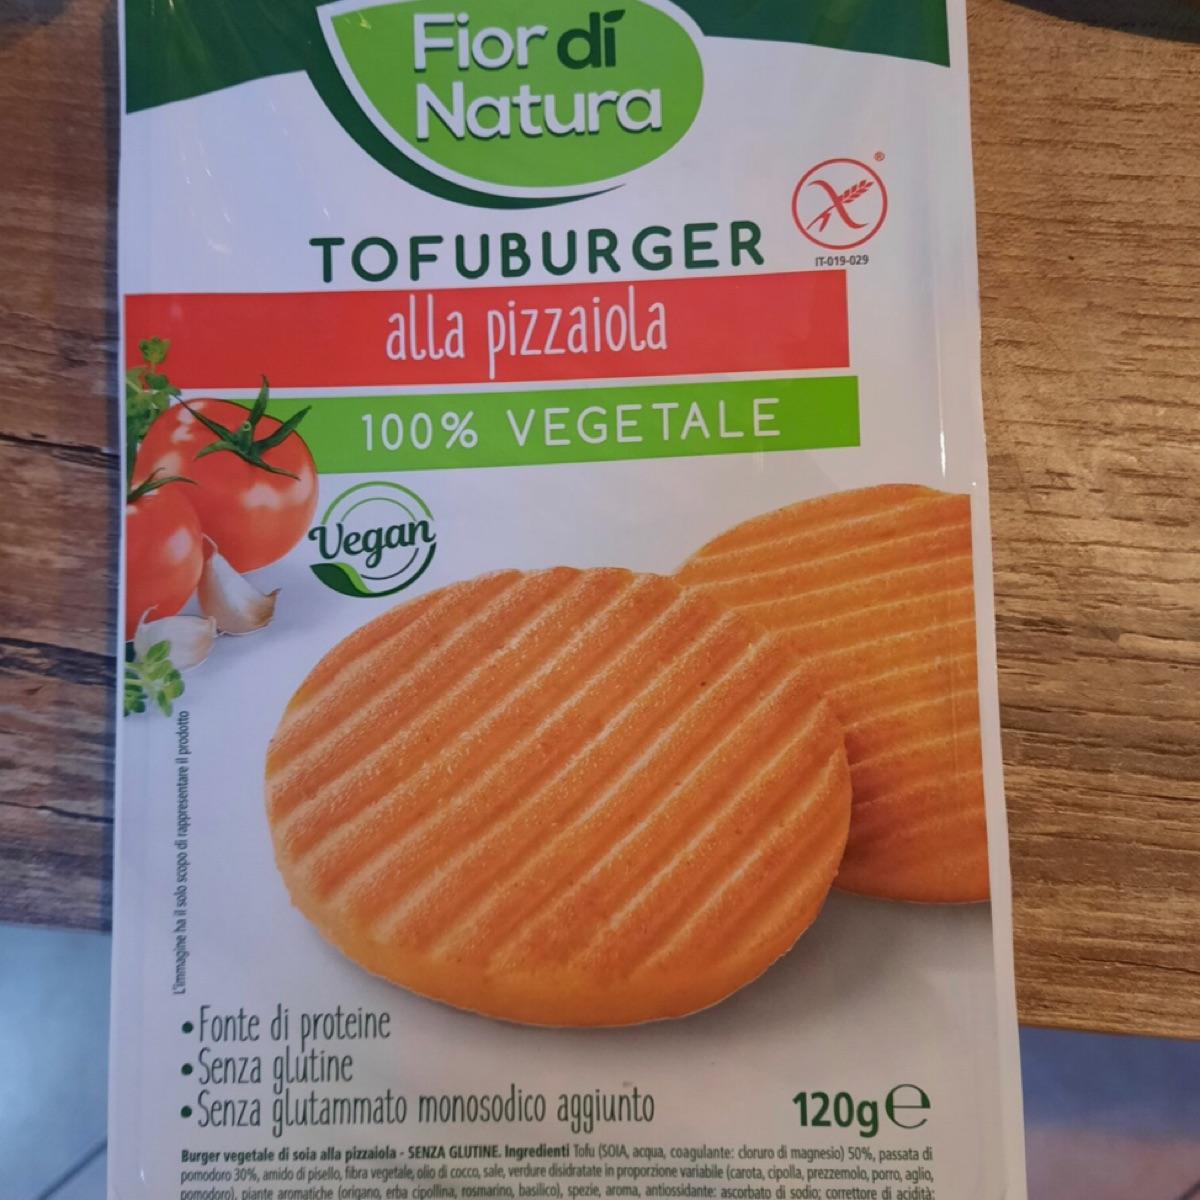 Fior di
Natura
®
IT-019-029
TOFUBURGER
alla pizzaiola
100% VEGETALE
Vegan
L'immagine ha il solo scopo di rappresentare il prodotto
• Fonte di proteine
• Senza glutine
• Senza glutammato monosodico aggiunto
120g e
Burger vegetale di soia alla pizzaiola - SENZA GLUTINE. Ingredienti Tofu (SOIA, acqua, coagulante: cloruro di magnesio) 50%, passata di
pomodoro 30%, amido di pisello, fibra vegetale, olio di cocco, sale, verdure disidratate in proporzione variabile (carota, cipolla, prezzemolo, porro, aglio,
pomodoro), piante aromatiche (origano, erba cipollina, rosmarino, basilico), spezie, aroma, antiossidante: ascorbato di sodio; correttore di acidità: